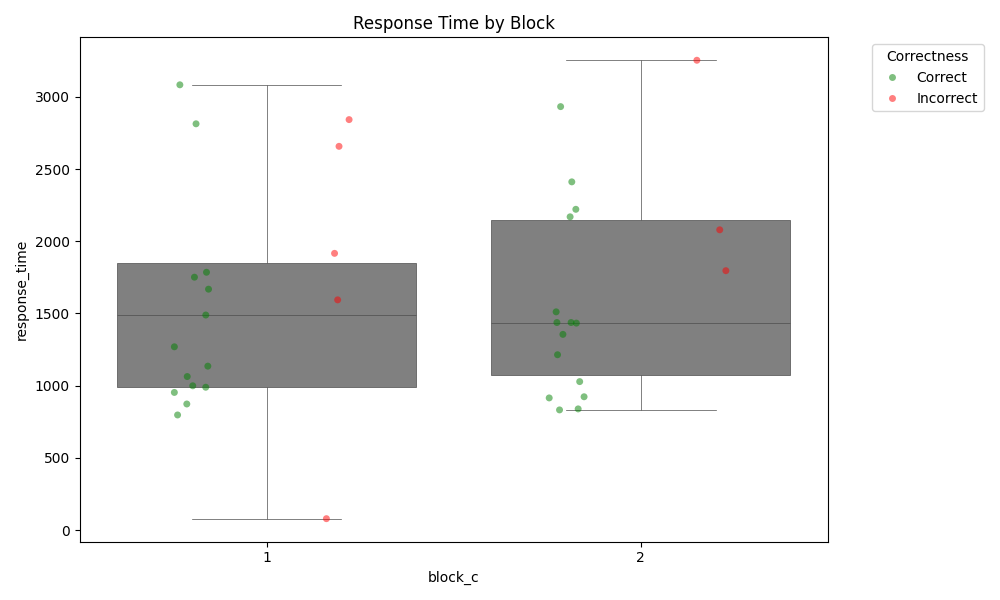 Response Time by Block
Correctness
Correct
Incorrect
3000
2500
2000
1500
1000
500
0
response_time
1
2
block_c